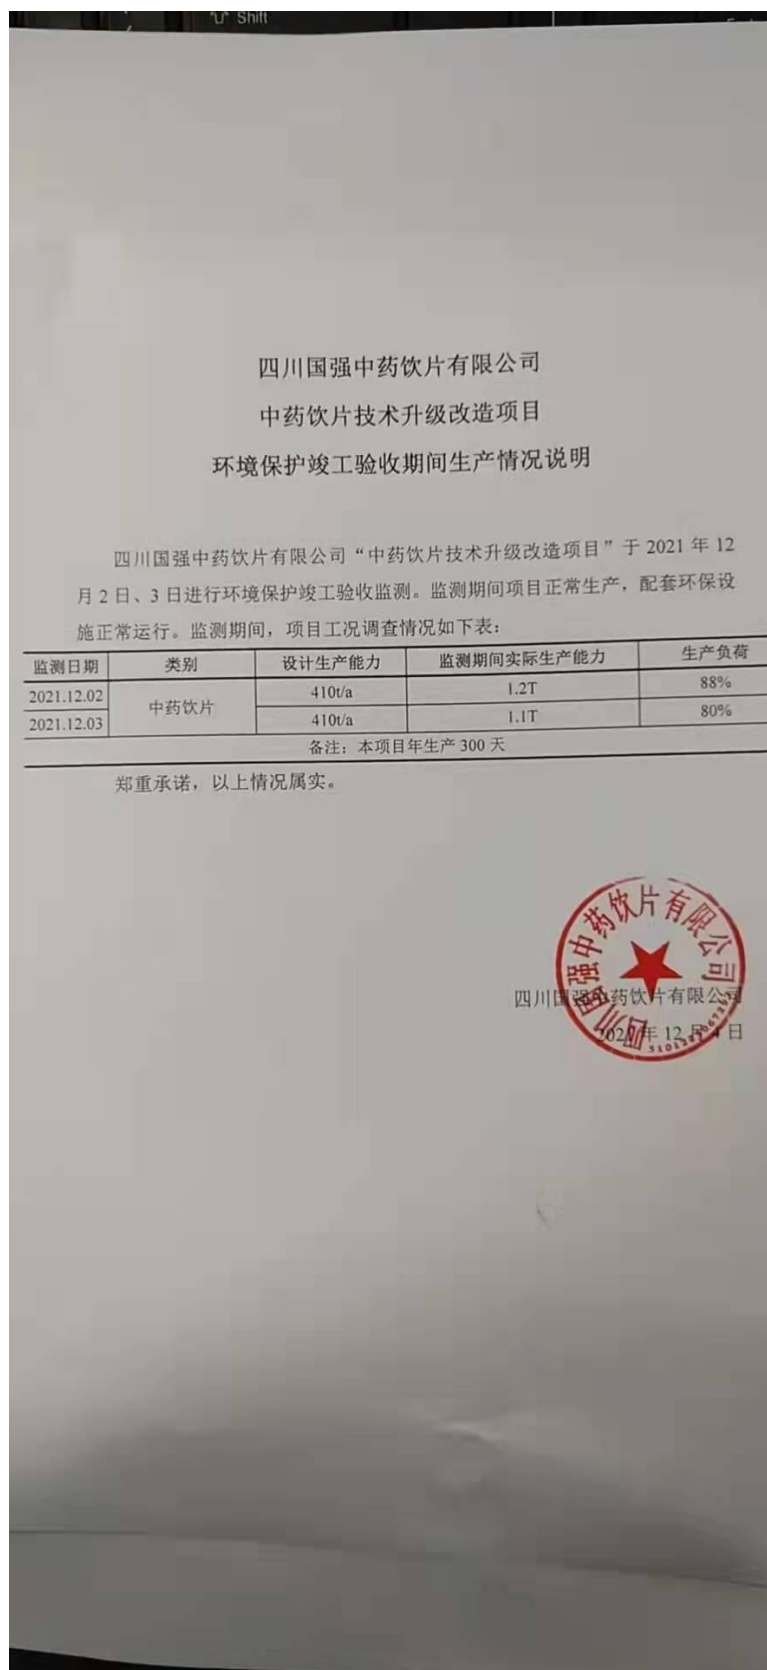 Shift
四川国强中药饮片有限公司
中药饮片技术升级改造项目
环境保护竣工验收期间生产情况说明
四川国强中药饮片有限公司“中药饮片技术升级改造项目”于 2021 年 12
月 2 日、3 日进行环境保护竣工验收监测。监测期间项目正常生产，配套环保设
施正常运行。监测期间，项目工况调查情况如下表：
监测日期 类别 设计生产能力 监测期间实际生产能力 生产负荷
2021.12.02 中药饮片 410t/a 1.2T 88%
2021.12.03 410t/a 1.1T 80%
备注：本项目年生产 300 天
郑重承诺，以上情况属实。
四川国强中药饮片有限公司
四川国强中药饮片有限公司
2021 年 12 月 4 日